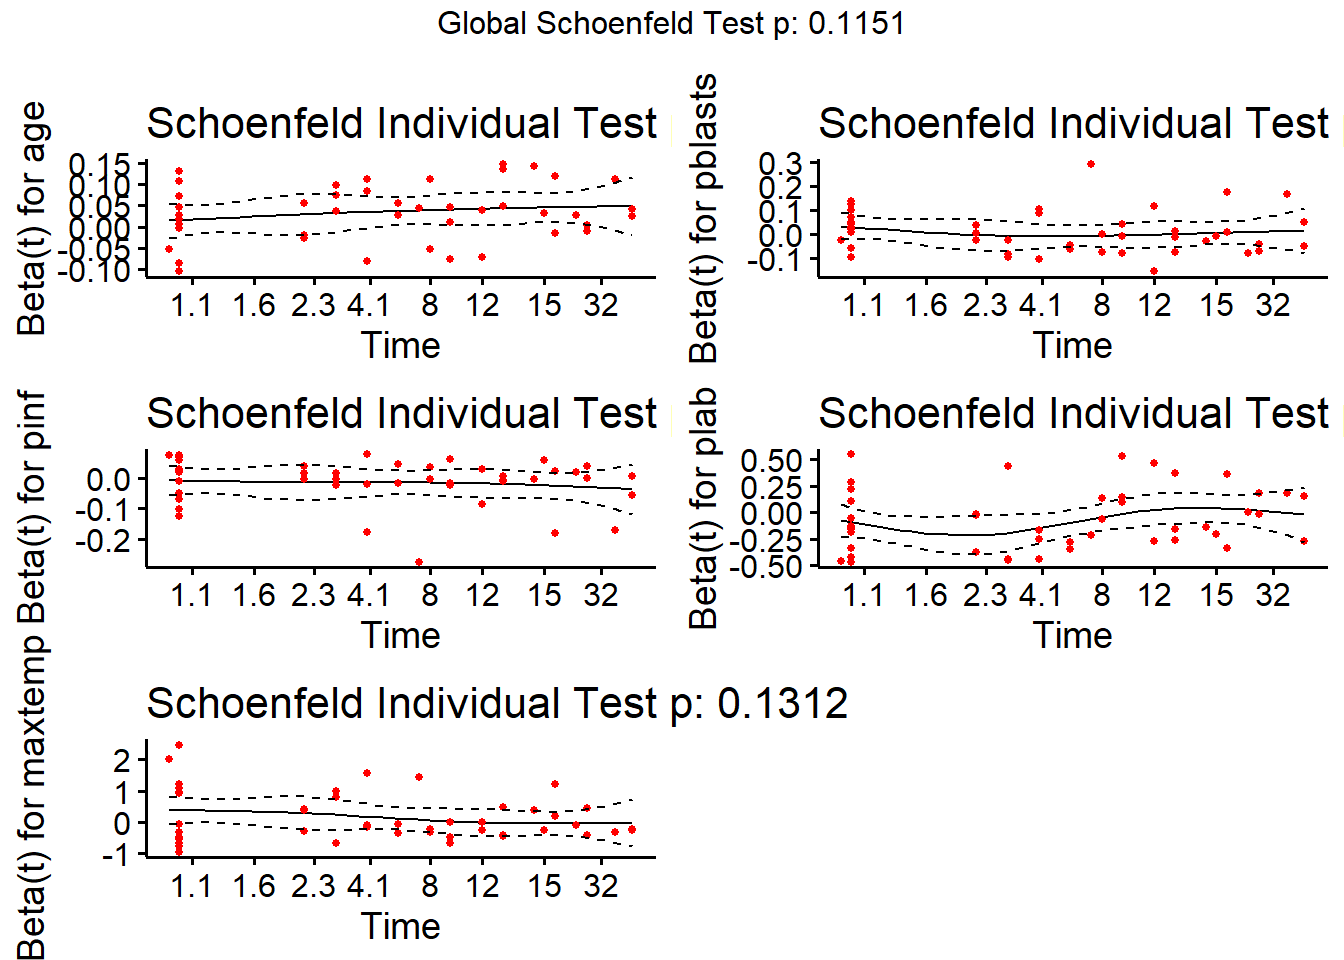 Global Schoenfeld Test p: 0.1151
Schoenfeld Individual Test
Beta(t) for age
0.15
0.10
0.05
0.00
-0.05
-0.10
1.1 1.6 2.3 4.1 8 12 15 32
Time
Schoenfeld Individual Test
Beta(t) for pblasts
0.3
0.2
0.1
0.0
-0.1
1.1 1.6 2.3 4.1 8 12 15 32
Time
Schoenfeld Individual Test
Beta(t) for pinf
0.0
-0.1
-0.2
1.1 1.6 2.3 4.1 8 12 15 32
Time
Schoenfeld Individual Test
Beta(t) for plab
0.50
0.25
0.00
-0.25
-0.50
1.1 1.6 2.3 4.1 8 12 15 32
Time
Schoenfeld Individual Test p: 0.1312
Beta(t) for maxtemp
2
1
0
-1
1.1 1.6 2.3 4.1 8 12 15 32
Time